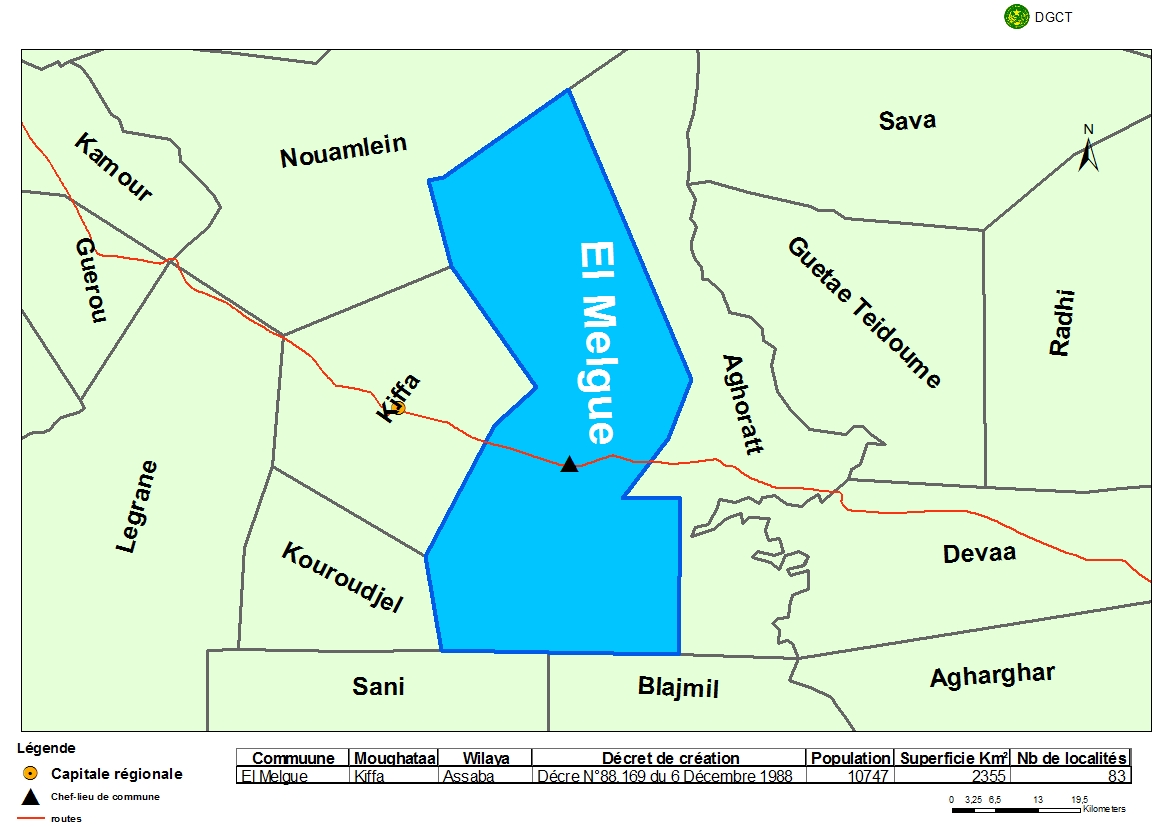 DGCT
Sava
N
Kamour
Nouamlein
Guerou
El Melgue
Guetae Teidoume
Radhi
Kiffa
Aghoratt
Legrane
Kouroudjel
Devaa
Sani
Blajmil
Agharghar
Légende
Capitale régionale
Chef-lieu de commune
routes
Commuune Moughataa Wilaya Décret de création Population Superficie Km² Nb de localités
El Melgue Kiffa Assaba Décre N°88.169 du 6 Décembre 1988 10747 2355 83
0 3,25 6,5 13 19,5
Kilometers